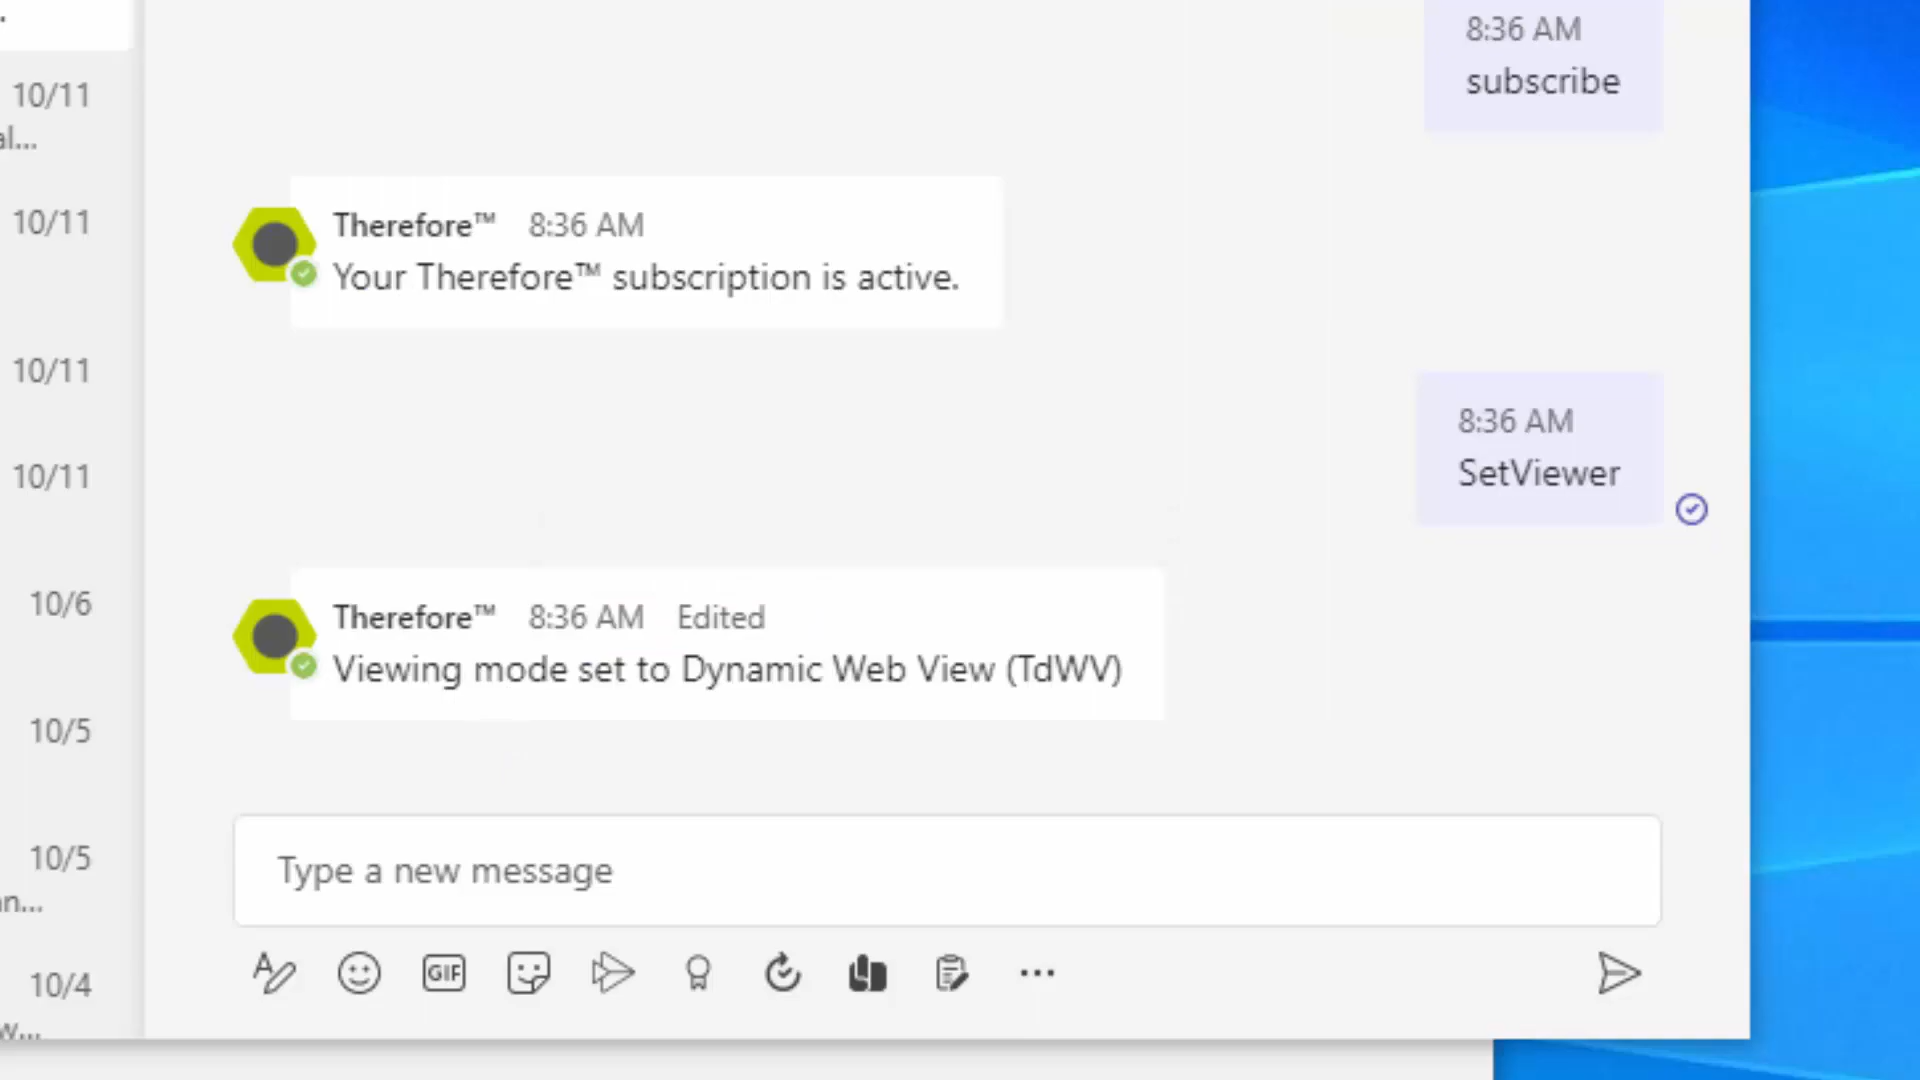 10/11
al...
10/11
10/11
10/11
10/6
10/5
10/5
an...
10/4
w...
8:36 AM
subscribe
Therefore™ 8:36 AM
Your Therefore™ subscription is active.
8:36 AM
SetViewer
Therefore™ 8:36 AM Edited
Viewing mode set to Dynamic Web View (TdWV)
Type a new message
GIF